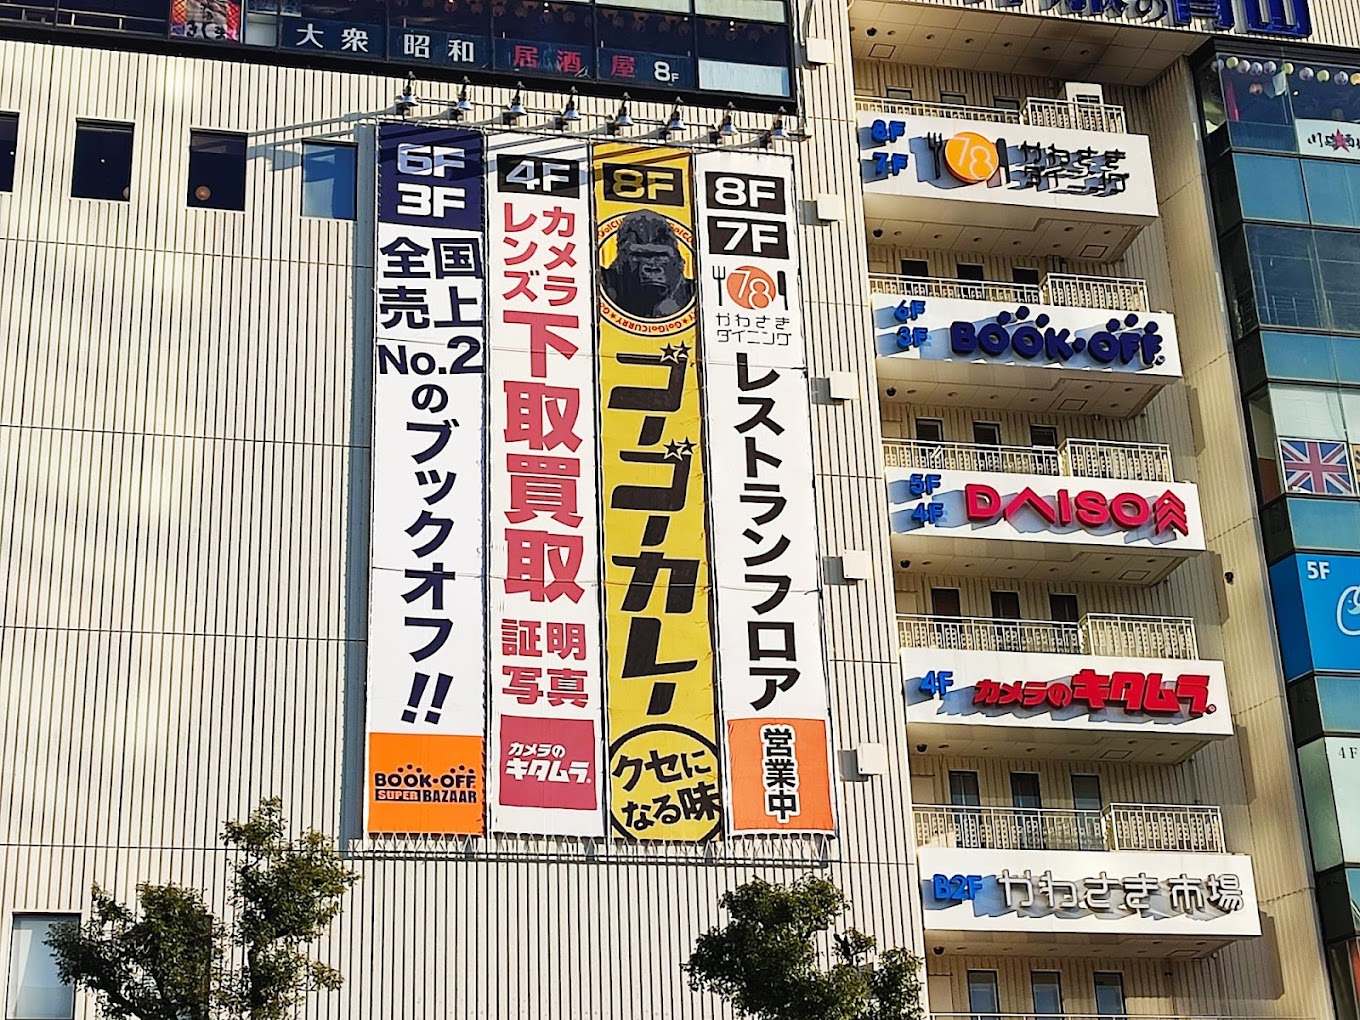 大衆昭和居酒屋 8F
6F
3F
全国
売上
No.2
のブックオフ!!
BOOK・OFF
SUPER BAZAAR
4F
カメラ
レンズ
下取買取
証明
写真
カメラの
キタムラ
8F
ゴーゴーカレー
クセに
なる味
8F
7F
78
かわさき
ダイニング
レストランフロア
営業中
8F
7F
78
かわさき
ダイニング
6F
3F
BOOK・OFF
5F
4F
DAISO
4F
カメラのキタムラ
B2F
かわさき市場
5F
4F